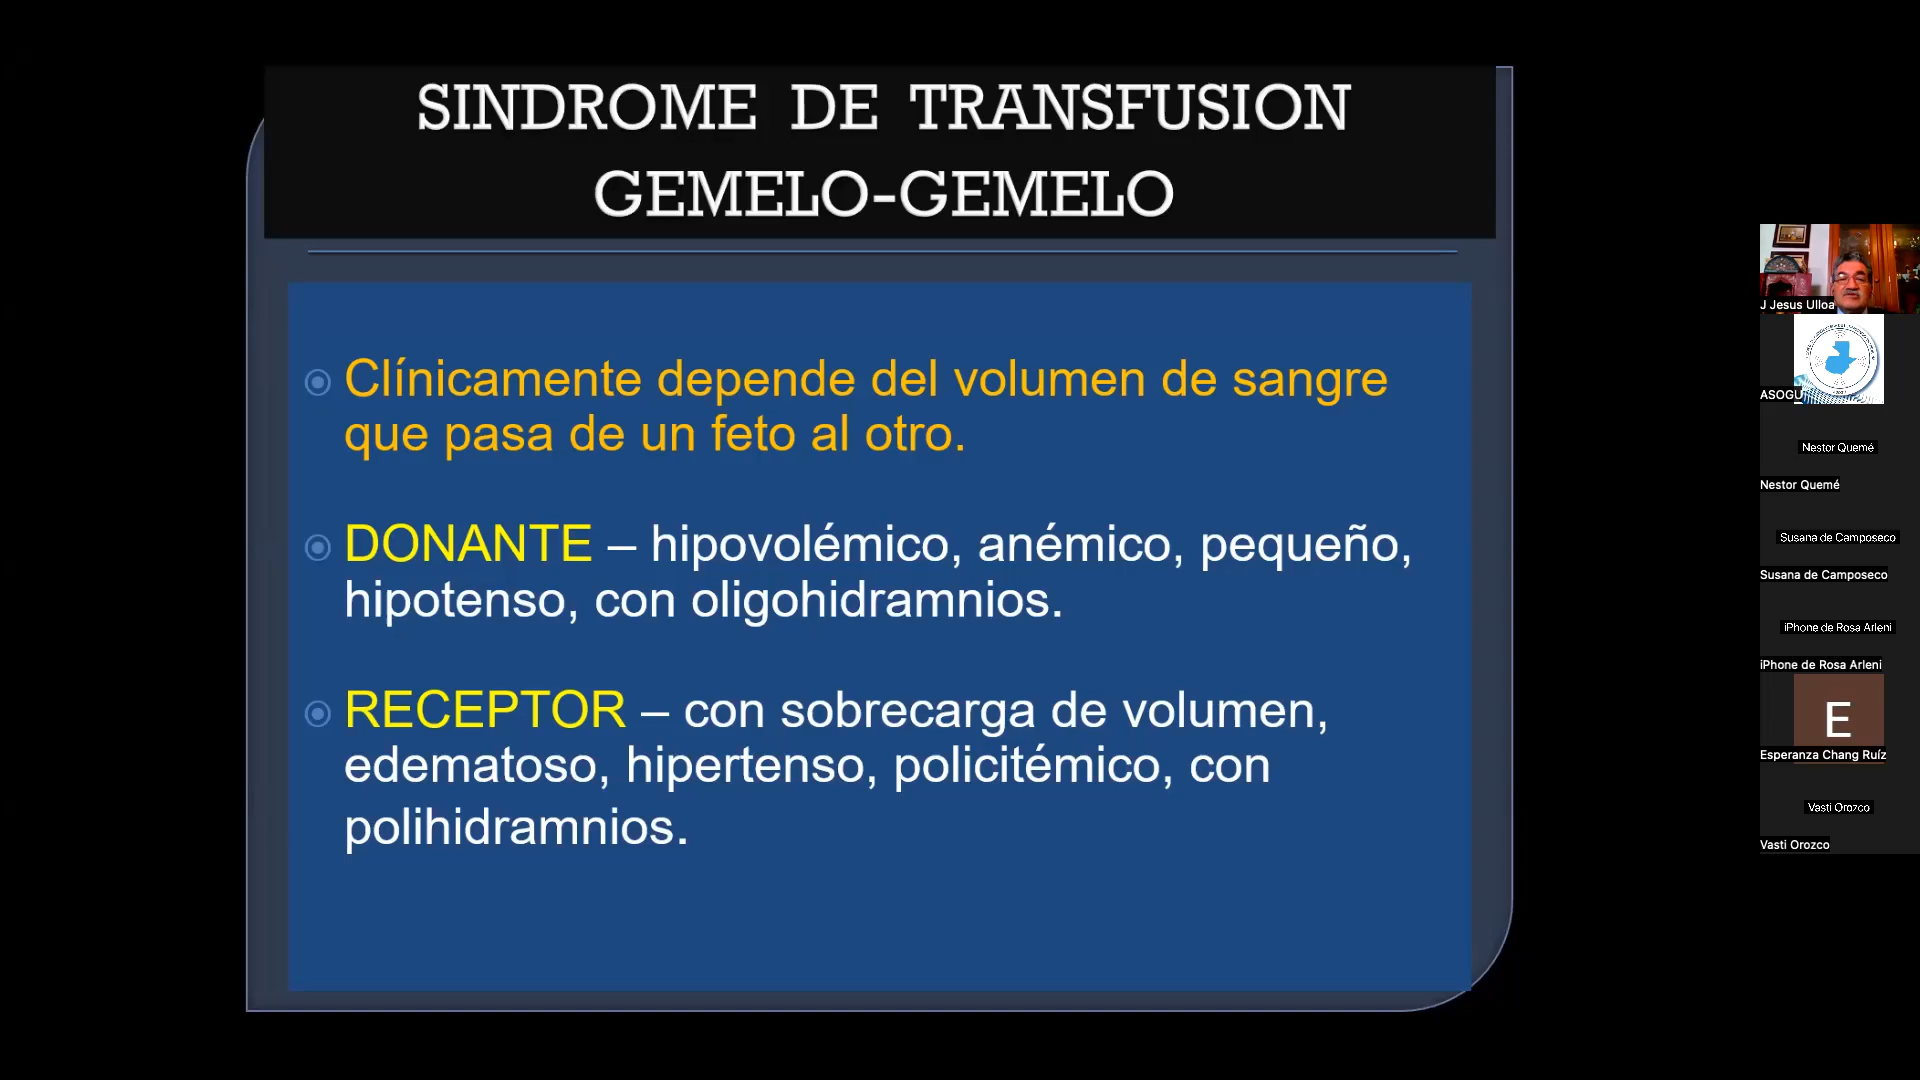 SINDROME DE TRANSFUSION
GEMELO-GEMELO
Clínicamente depende del volumen de sangre
que pasa de un feto al otro.
DONANTE – hipovolémico, anémico, pequeño,
hipotenso, con oligohidramnios.
RECEPTOR – con sobrecarga de volumen,
edematoso, hipertenso, policitémico, con
polihidramnios.
J Jesus Ulloa
ASOGU
Nestor Quemé
Nestor Quemé
Susana de Camposeco
Susana de Camposeco
iPhone de Rosa Arleni
iPhone de Rosa Arleni
E
Esperanza Chang Ruíz
Vasti Orozco
Vasti Orozco